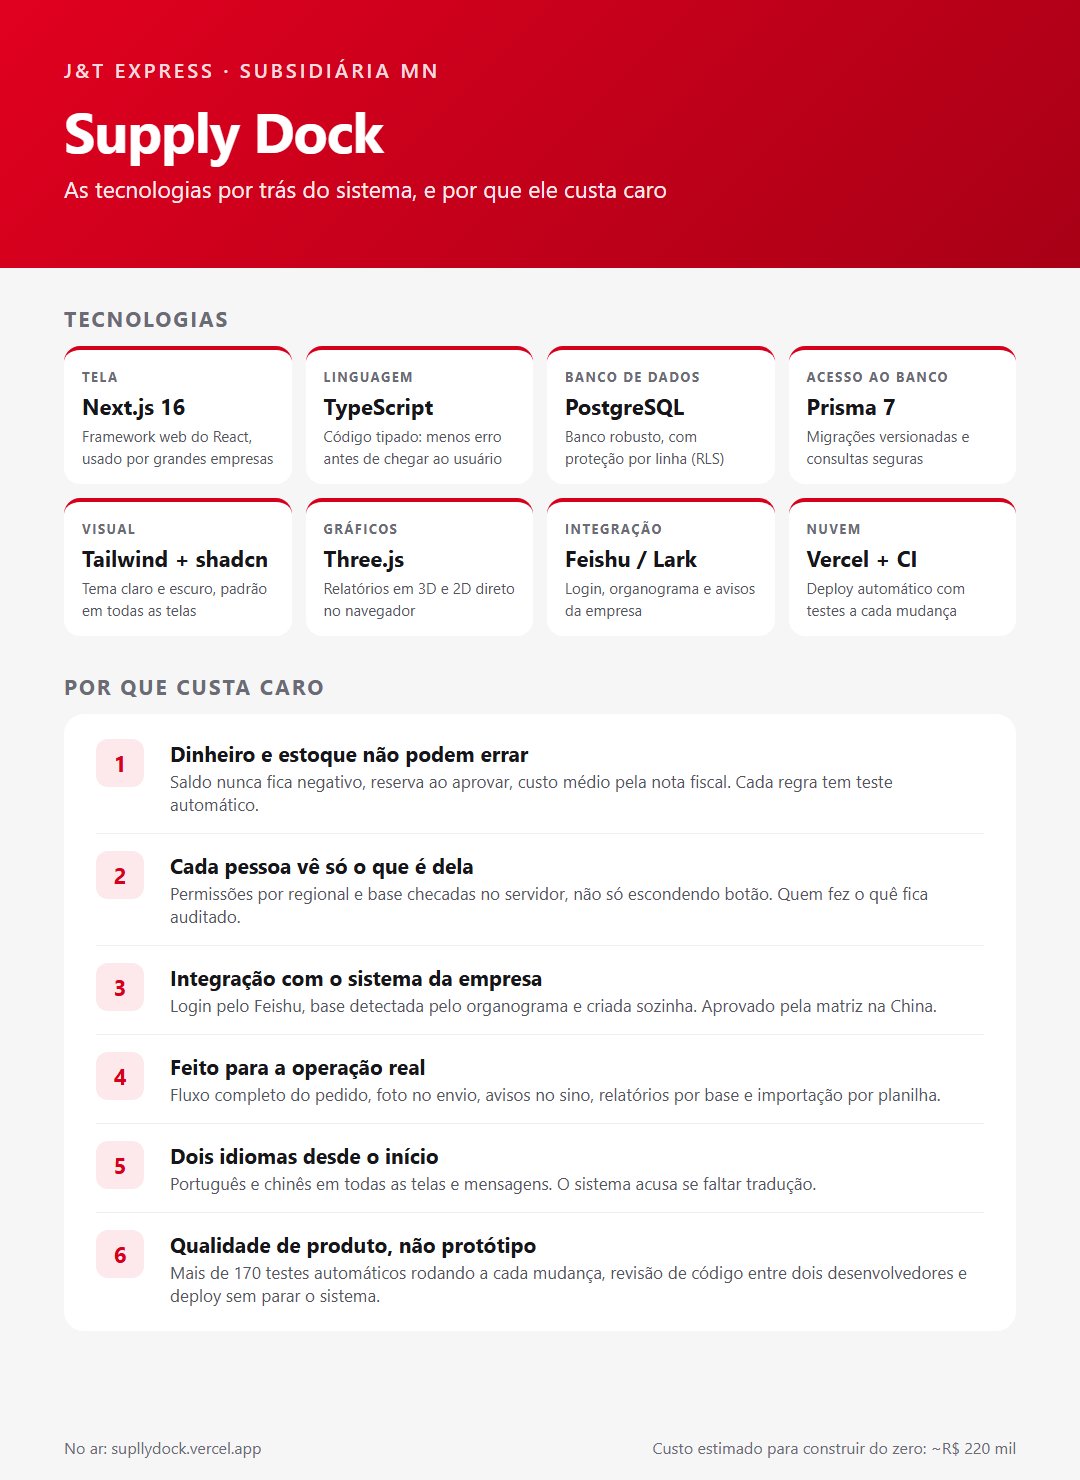 J&T EXPRESS · SUBSIDIÁRIA MN
Supply Dock
As tecnologias por trás do sistema, e por que ele custa caro
TECNOLOGIAS
TELA
Next.js 16
Framework web do React,
usado por grandes empresas
LINGUAGEM
TypeScript
Código tipado: menos erro
antes de chegar ao usuário
BANCO DE DADOS
PostgreSQL
Banco robusto, com
proteção por linha (RLS)
ACESSO AO BANCO
Prisma 7
Migrações versionadas e
consultas seguras
VISUAL
Tailwind + shadcn
Tema claro e escuro, padrão
em todas as telas
GRÁFICOS
Three.js
Relatórios em 3D e 2D direto
no navegador
INTEGRAÇÃO
Feishu / Lark
Login, organograma e avisos
da empresa
NUVEM
Vercel + CI
Deploy automático com
testes a cada mudança
POR QUE CUSTA CARO
1
Dinheiro e estoque não podem errar
Saldo nunca fica negativo, reserva ao aprovar, custo médio pela nota fiscal. Cada regra tem teste
automático.
2
Cada pessoa vê só o que é dela
Permissões por regional e base checadas no servidor, não só escondendo botão. Quem fez o quê fica
auditado.
3
Integração com o sistema da empresa
Login pelo Feishu, base detectada pelo organograma e criada sozinha. Aprovado pela matriz na China.
4
Feito para a operação real
Fluxo completo do pedido, foto no envio, avisos no sino, relatórios por base e importação por planilha.
5
Dois idiomas desde o início
Português e chinês em todas as telas e mensagens. O sistema acusa se faltar tradução.
6
Qualidade de produto, não protótipo
Mais de 170 testes automáticos rodando a cada mudança, revisão de código entre dois desenvolvedores e
deploy sem parar o sistema.
No ar: supllydock.vercel.app
Custo estimado para construir do zero: ~R$ 220 mil